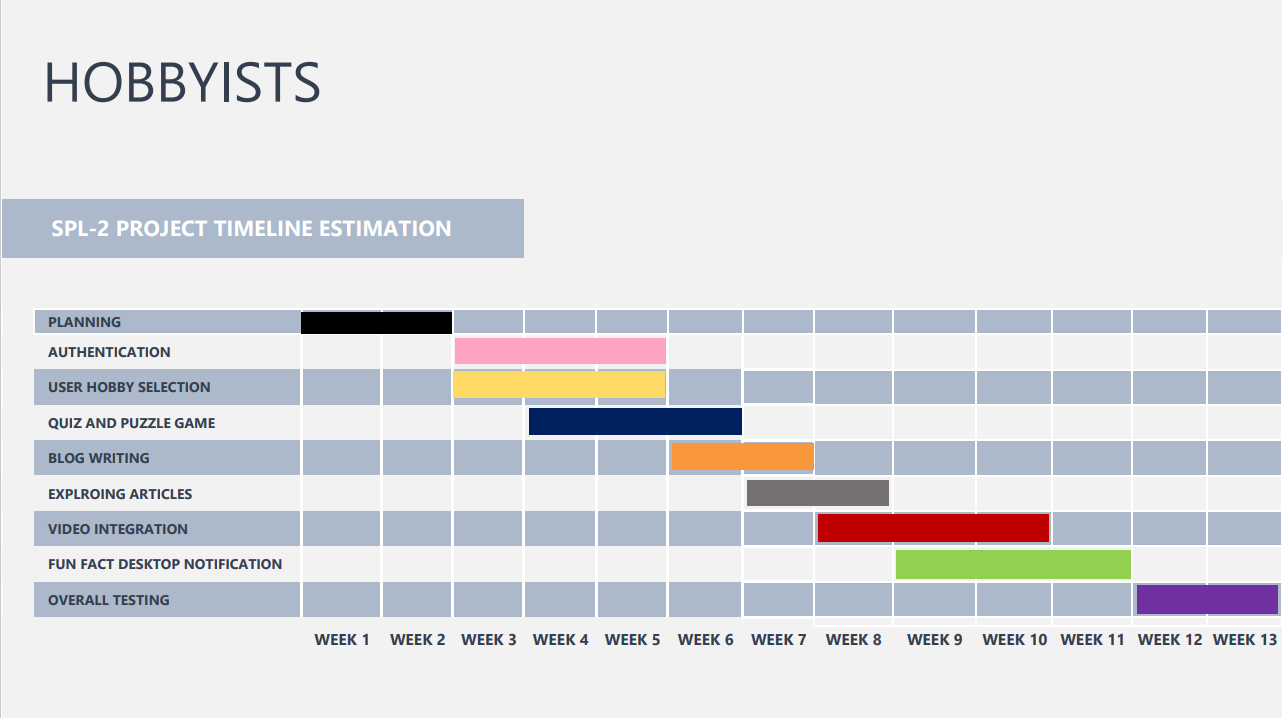 HOBBYISTS
SPL-2 PROJECT TIMELINE ESTIMATION
PLANNING
AUTHENTICATION
USER HOBBY SELECTION
QUIZ AND PUZZLE GAME
BLOG WRITING
EXPLROING ARTICLES
VIDEO INTEGRATION
FUN FACT DESKTOP NOTIFICATION
OVERALL TESTING
WEEK 1 WEEK 2 WEEK 3 WEEK 4 WEEK 5 WEEK 6 WEEK 7 WEEK 8 WEEK 9 WEEK 10 WEEK 11 WEEK 12 WEEK 13